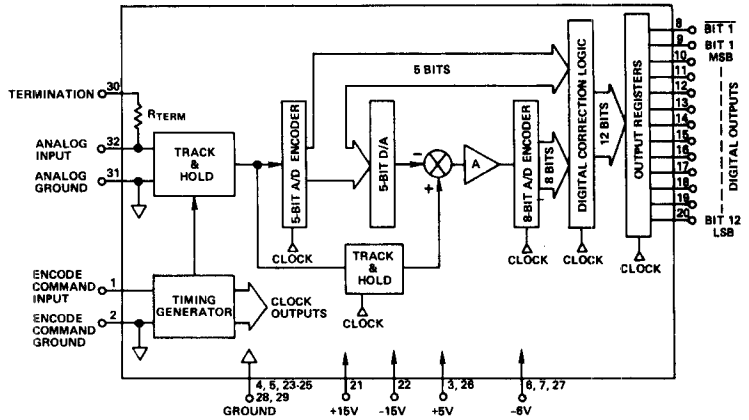 8
BIT 1
9
BIT 1
MSB
10
11
12
13
14
15
16
17
18
19
20
BIT 12
LSB
DIGITAL OUTPUTS
5 BITS
TERMINATION
30
RTERM
ANALOG
INPUT
32
ANALOG
GROUND
31
TRACK
&
HOLD
5-BIT A/D ENCODER
5-BIT D/A
−
+
A
8-BIT A/D ENCODER
8 BITS
DIGITAL CORRECTION LOGIC
12 BITS
OUTPUT REGISTERS
CLOCK
TRACK
&
HOLD
CLOCK
CLOCK
CLOCK
CLOCK
ENCODE
COMMAND
INPUT
1
ENCODE
COMMAND
GROUND
2
TIMING
GENERATOR
CLOCK
OUTPUTS
4, 5, 23-25
28, 29
GROUND
21
+15V
22
-15V
3, 26
+5V
6, 7, 27
-6V